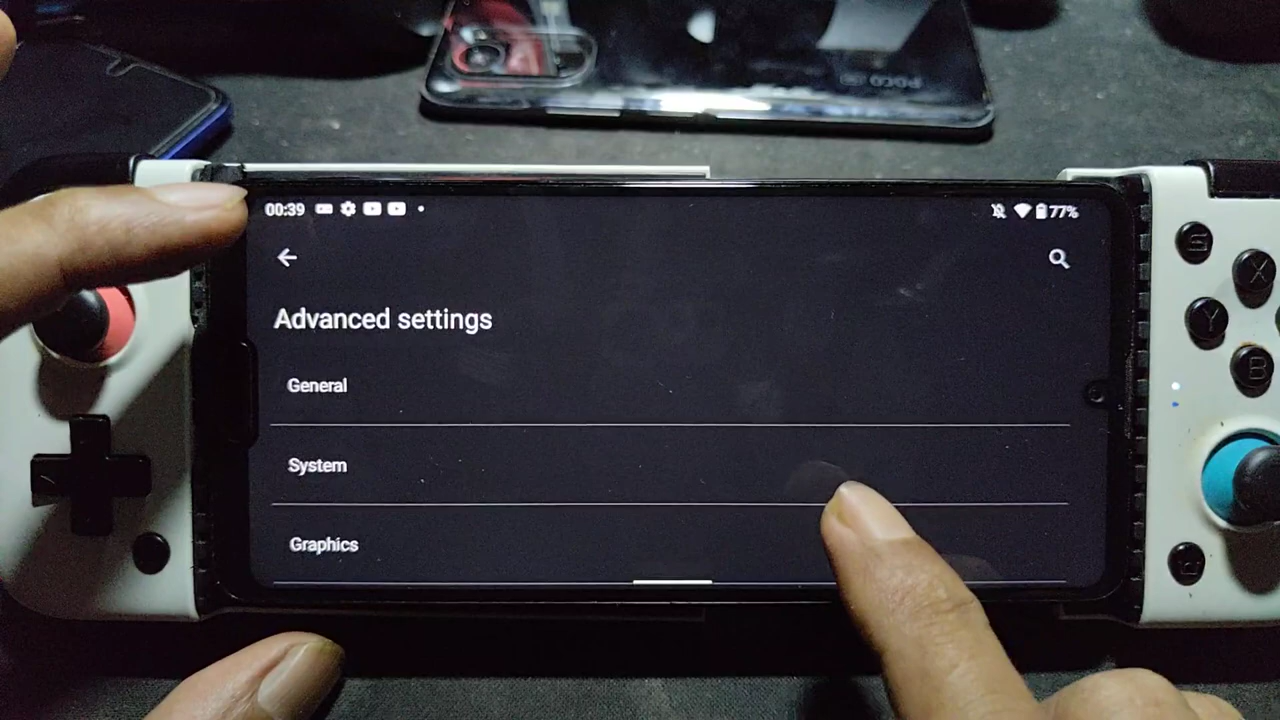 POCO
00:39 77%
Advanced settings
General
System
Graphics
S
X
Y
B